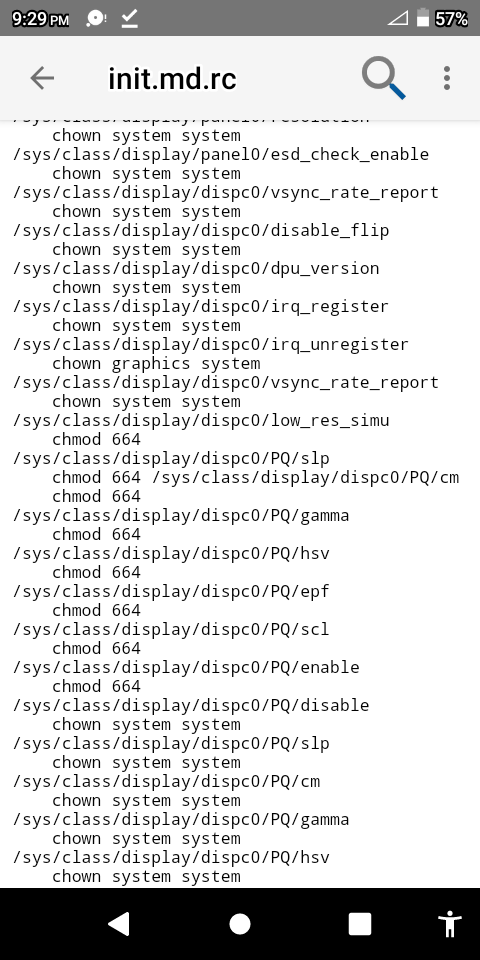 9:29 PM
57%
init.md.rc
/sys/class/display/panel0/resolution
    chown system system
/sys/class/display/panel0/esd_check_enable
    chown system system
/sys/class/display/dispc0/vsync_rate_report
    chown system system
/sys/class/display/dispc0/disable_flip
    chown system system
/sys/class/display/dispc0/dpu_version
    chown system system
/sys/class/display/dispc0/irq_register
    chown system system
/sys/class/display/dispc0/irq_unregister
    chown graphics system
/sys/class/display/dispc0/vsync_rate_report
    chown system system
/sys/class/display/dispc0/low_res_simu
    chmod 664
/sys/class/display/dispc0/PQ/slp
    chmod 664 /sys/class/display/dispc0/PQ/cm
    chmod 664
/sys/class/display/dispc0/PQ/gamma
    chmod 664
/sys/class/display/dispc0/PQ/hsv
    chmod 664
/sys/class/display/dispc0/PQ/epf
    chmod 664
/sys/class/display/dispc0/PQ/scl
    chmod 664
/sys/class/display/dispc0/PQ/enable
    chmod 664
/sys/class/display/dispc0/PQ/disable
    chown system system
/sys/class/display/dispc0/PQ/slp
    chown system system
/sys/class/display/dispc0/PQ/cm
    chown system system
/sys/class/display/dispc0/PQ/gamma
    chown system system
/sys/class/display/dispc0/PQ/hsv
    chown system system